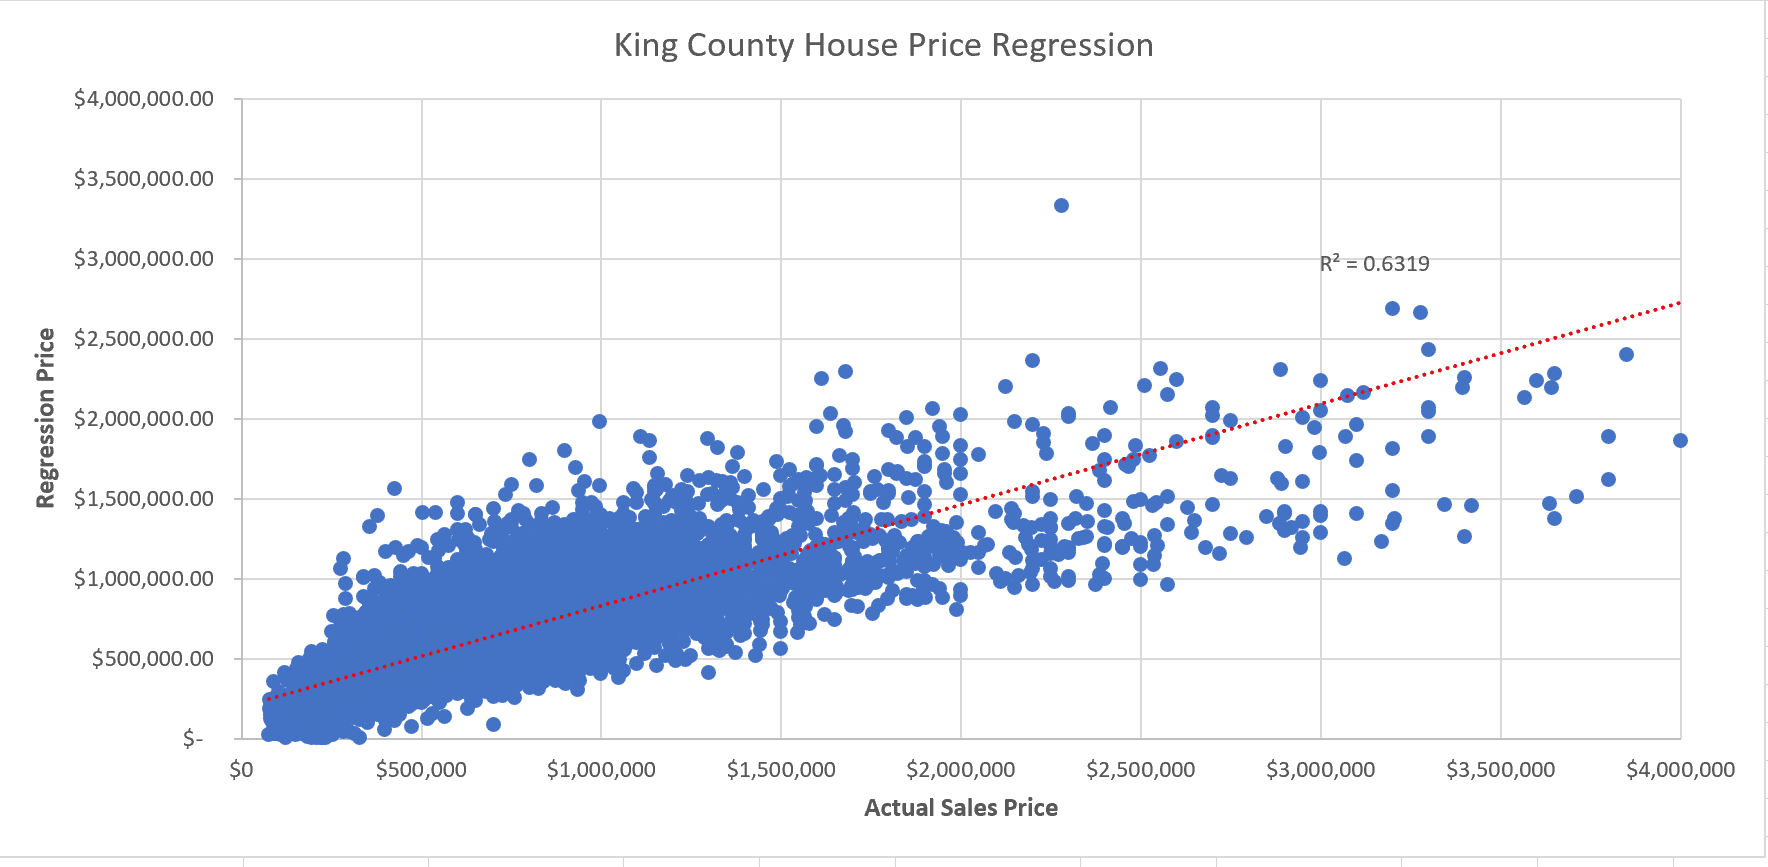 King County House Price Regression
$4,000,000.00
$3,500,000.00
$3,000,000.00
R² = 0.6319
$2,500,000.00
$2,000,000.00
$1,500,000.00
$1,000,000.00
$500,000.00
$-
Regression Price
$0 $500,000 $1,000,000 $1,500,000 $2,000,000 $2,500,000 $3,000,000 $3,500,000 $4,000,000
Actual Sales Price